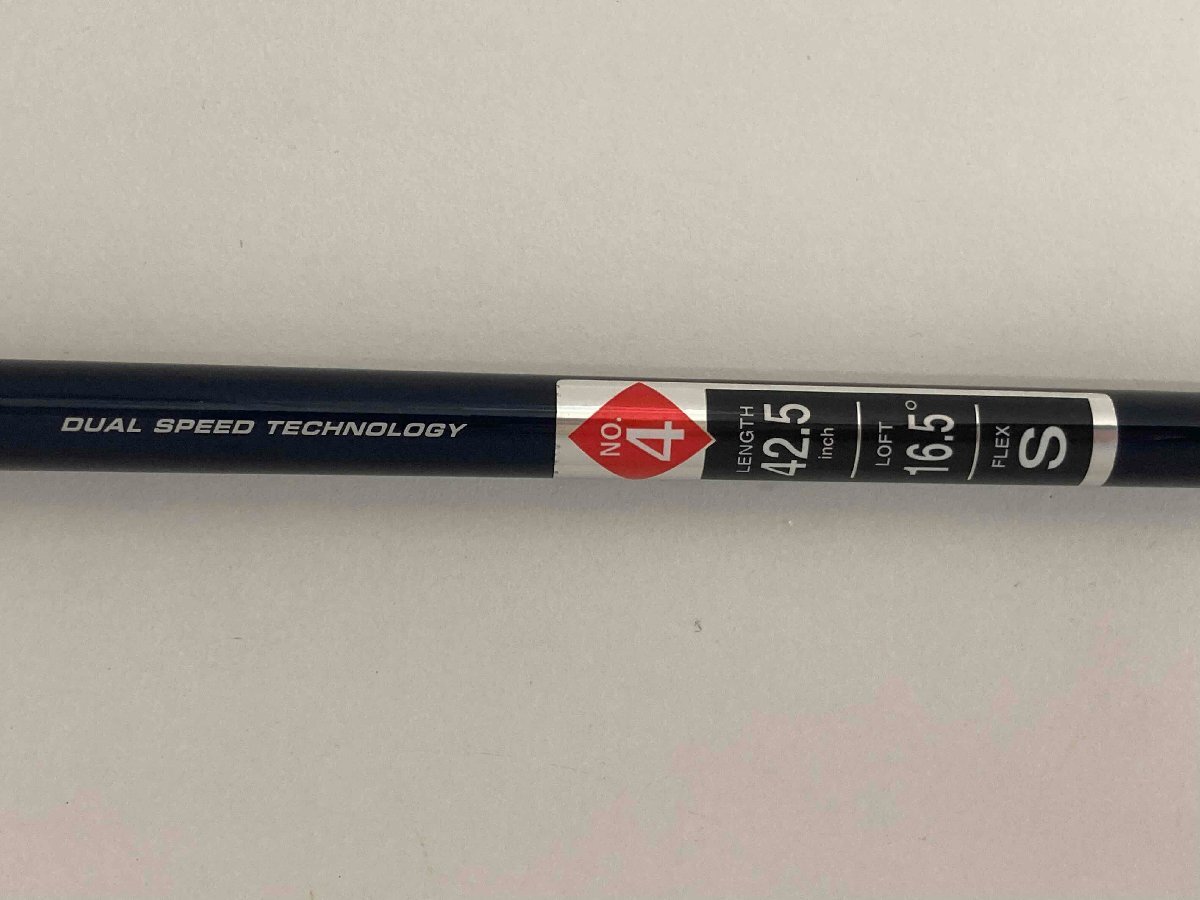 DUAL SPEED TECHNOLOGY
NO.
4
LENGTH
42.5
inch
LOFT
16.5°
FLEX
S